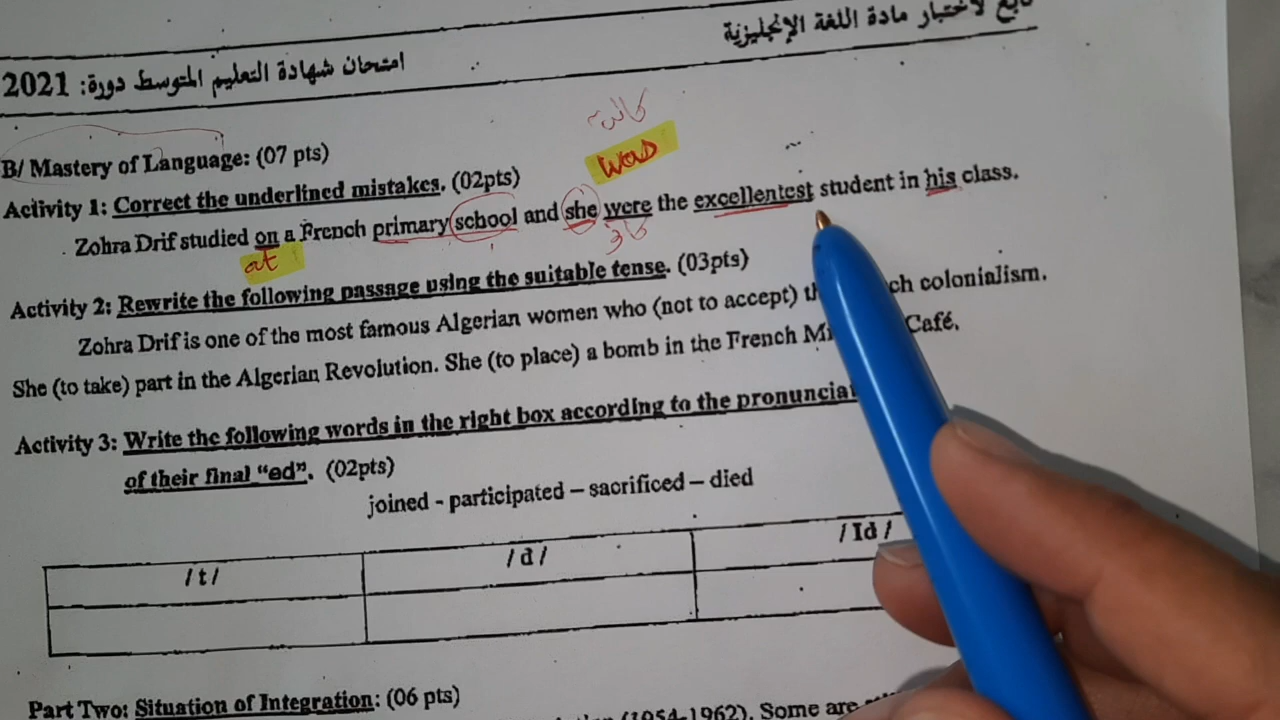 تابع لاختبار مادة اللغة الإنجليزية
امتحان شهادة التعليم المتوسط دورة: 2021
B/ Mastery of Language: (07 pts)
كانت
was
Activity 1: Correct the underlined mistakes. (02pts)
Zohra Drif studied on a French primary school and she were the excellentest student in his class.
at
Activity 2: Rewrite the following passage using the suitable tense. (03pts)
Zohra Drif is one of the most famous Algerian women who (not to accept) ch colonialism.
She (to take) part in the Algerian Revolution. She (to place) a bomb in the French Café.
Activity 3: Write the following words in the right box according to the pronunciat
of their final "ed". (02pts)
joined - participated – sacrificed – died
/ t / / d / / Id /
Part Two: Situation of Integration: (06 pts)
(1954-1962). Some are